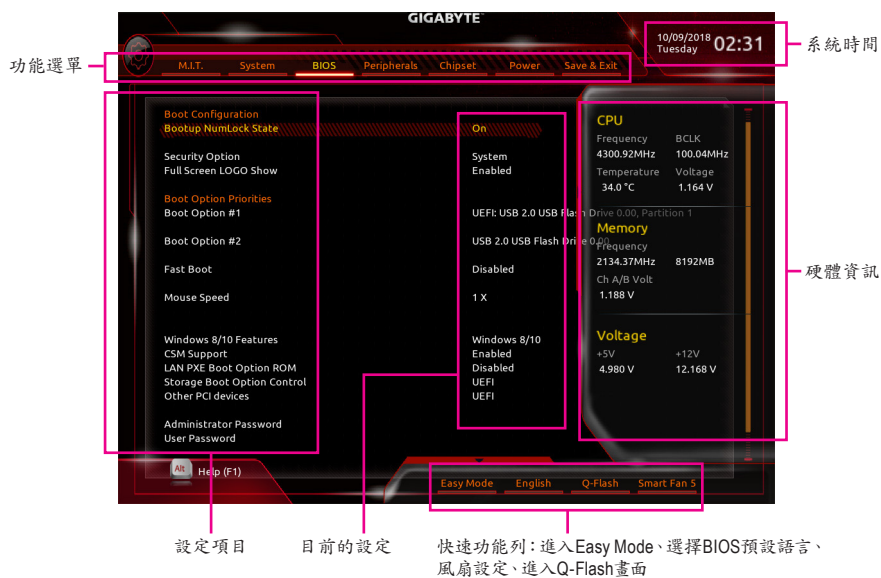 GIGABYTE
10/09/2018
Tuesday
02:31
系統時間
功能選單
M.I.T.
System
BIOS
Peripherals
Chipset
Power
Save & Exit
Boot Configuration
Bootup NumLock State
On
Security Option
System
Full Screen LOGO Show
Enabled
Boot Option Priorities
Boot Option #1
UEFI: USB 2.0 USB Flash Drive 0.00, Partition 1
Boot Option #2
USB 2.0 USB Flash Drive 0.00
Fast Boot
Disabled
Mouse Speed
1 X
Windows 8/10 Features
Windows 8/10
CSM Support
Enabled
LAN PXE Boot Option ROM
Disabled
Storage Boot Option Control
UEFI
Other PCI devices
UEFI
Administrator Password
User Password
CPU
Frequency
BCLK
4300.92MHz
100.04MHz
Temperature
Voltage
34.0 °C
1.164 V
Memory
Frequency
2134.37MHz
8192MB
Ch A/B Volt
1.188 V
Voltage
+5V
+12V
4.980 V
12.168 V
硬體資訊
Alt
Help (F1)
Easy Mode
English
Q-Flash
Smart Fan 5
設定項目
目前的設定
快速功能列：進入Easy Mode、選擇BIOS預設語言、
風扇設定、進入Q-Flash畫面